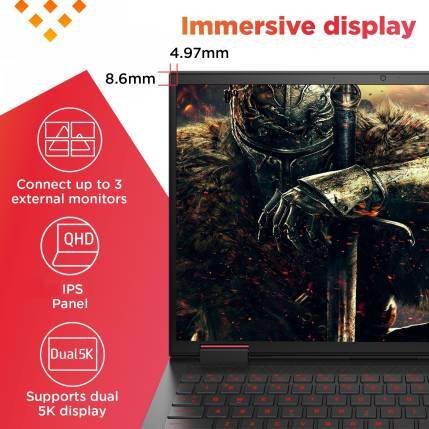 Immersive display
4.97mm
8.6mm
Connect up to 3
external monitors
QHD
IPS
Panel
Dual5K
Supports dual
5K display